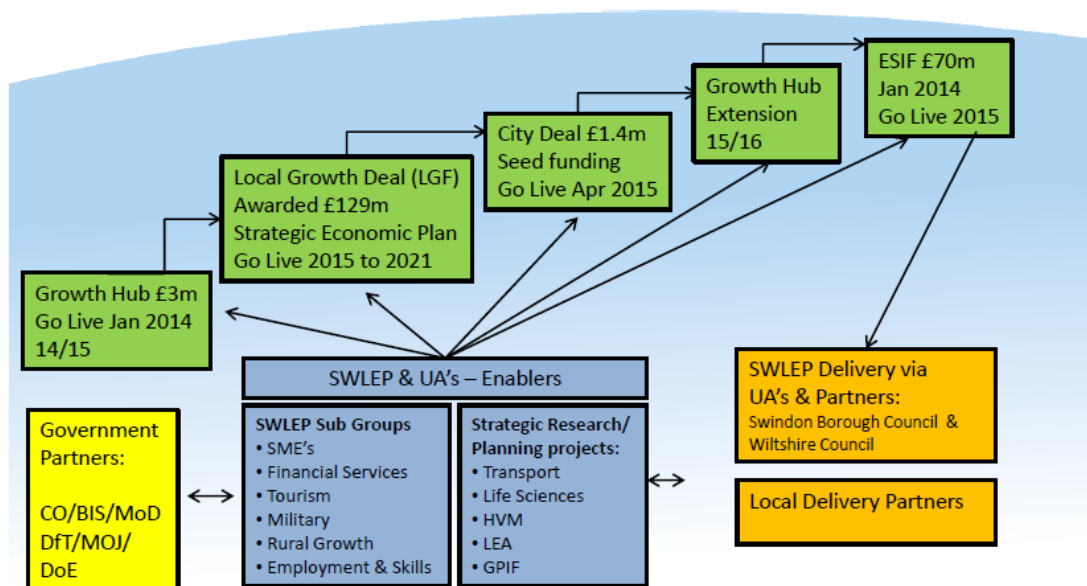 ESIF £70m
Jan 2014
Go Live 2015
Growth Hub
Extension
15/16
City Deal £1.4m
Seed funding
Go Live Apr 2015
Local Growth Deal (LGF)
Awarded £129m
Strategic Economic Plan
Go Live 2015 to 2021
Growth Hub £3m
Go Live Jan 2014
14/15
SWLEP & UA's – Enablers
SWLEP Delivery via
UA's & Partners:
Swindon Borough Council &
Wiltshire Council
Government
Partners:
CO/BIS/MoD
DfT/MOJ/
DoE
SWLEP Sub Groups
• SME's
• Financial Services
• Tourism
• Military
• Rural Growth
• Employment & Skills
Strategic Research/
Planning projects:
• Transport
• Life Sciences
• HVM
• LEA
• GPIF
Local Delivery Partners